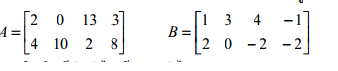 A = [2 0 13 3; 4 10 2 8] B = [1 3 4 −1; 2 0 −2 −2]